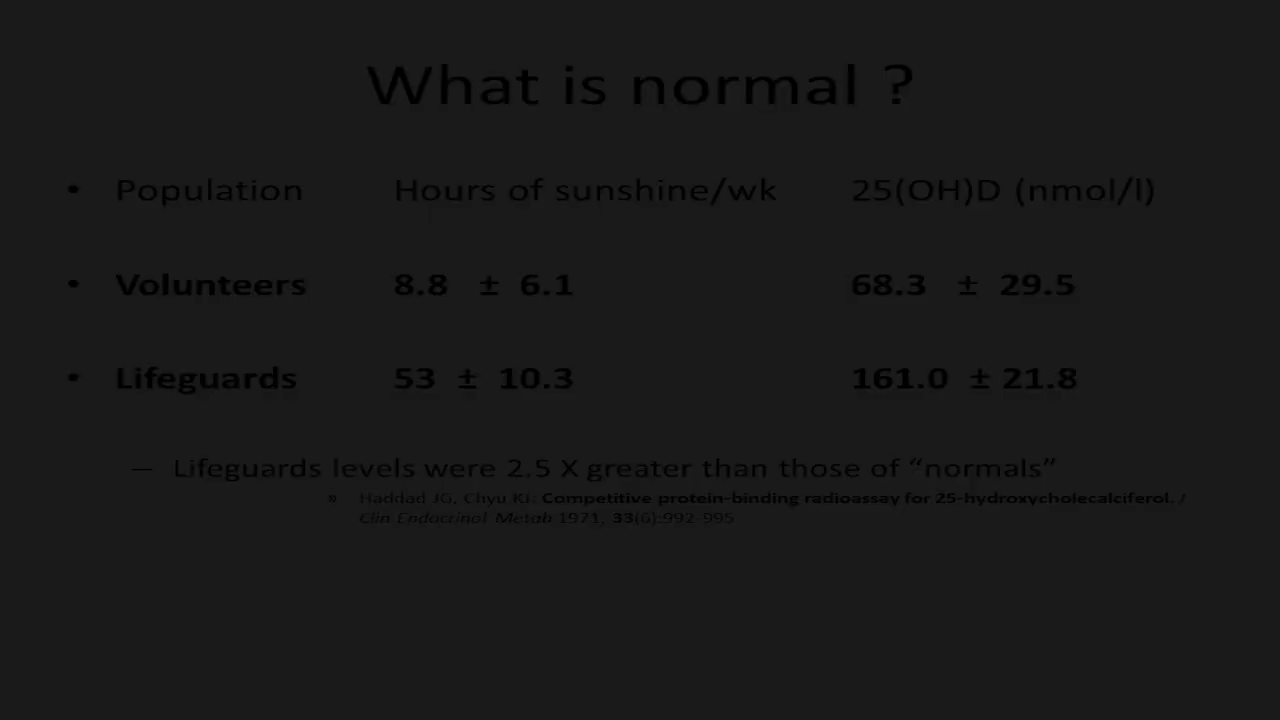 What is normal ?
• Population Hours of sunshine/wk 25(OH)D (nmol/l)
• Volunteers 8.8 ± 6.1 68.3 ± 29.5
• Lifeguards 53 ± 10.3 161.0 ± 21.8
– Lifeguards levels were 2.5 X greater than those of “normals”
» Haddad JG, Chyu KJ: Competitive protein-binding radioassay for 25-hydroxycholecalciferol. J
Clin Endocrinol Metab 1971, 33(6):992-995